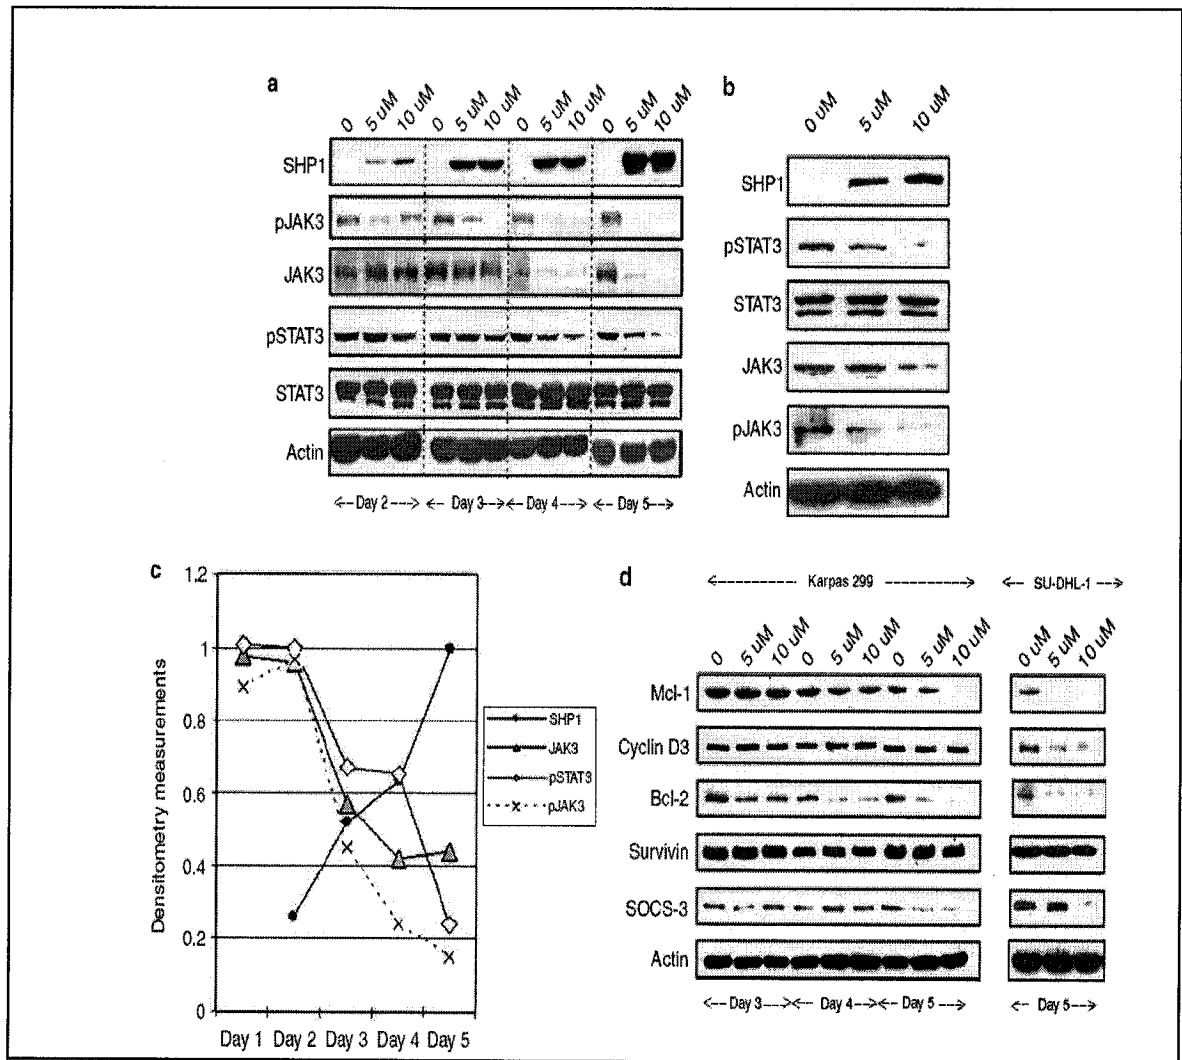 a
0 5 uM 10 uM 0 5 uM 10 uM 0 5 uM 10 uM 0 5 uM 10 uM
SHP1
pJAK3
JAK3
pSTAT3
STAT3
Actin
<-- Day 2 ---> <-- Day 3 --> <-- Day 4 ---> <-- Day 5 --->
b
0 uM 5 uM 10 uM
SHP1
pSTAT3
STAT3
JAK3
pJAK3
Actin
c
Densitometry measurements
1.2
1
0.8
0.6
0.4
0.2
0
Day 1 Day 2 Day 3 Day 4 Day 5
SHP1
JAK3
pSTAT3
pJAK3
d
<---------- Karpas 299 ----------> <-- SU-DHL-1 -->
0 5 uM 10 uM 0 5 uM 10 uM 0 5 uM 10 uM 0 uM 5 uM 10 uM
Mcl-1
Cyclin D3
Bcl-2
Survivin
SOCS-3
Actin
<-- Day 3 ---> <-- Day 4 --> <-- Day 5 ---> <-- Day 5 --->